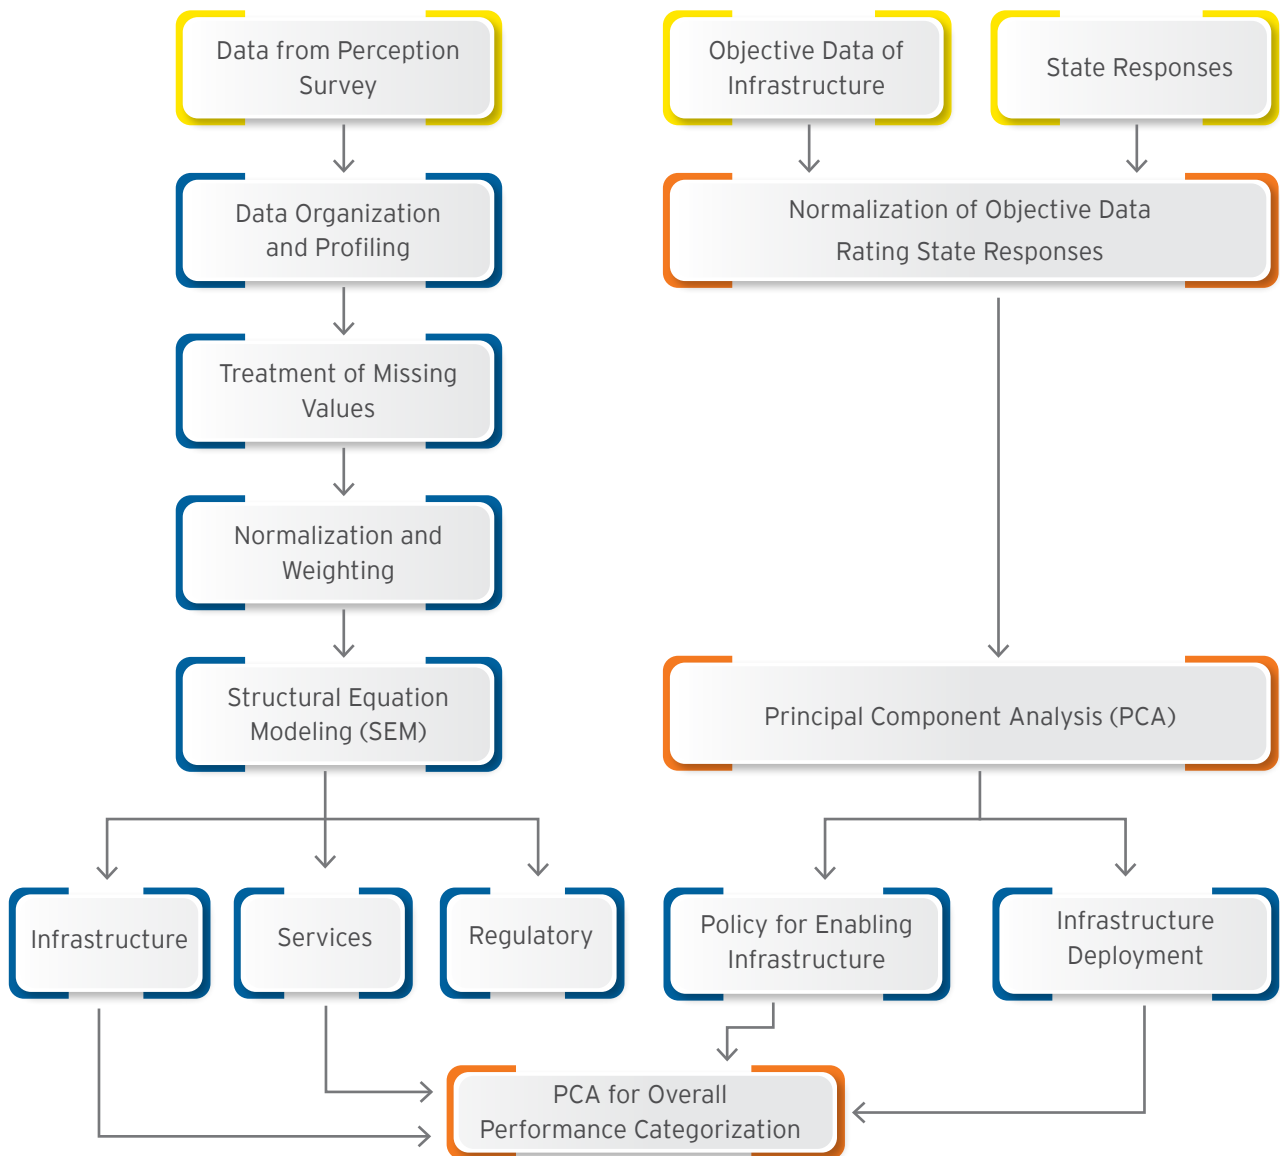 Data from Perception
Survey
Objective Data of
Infrastructure
State Responses
Data Organization
and Profiling
Normalization of Objective Data
Rating State Responses
Treatment of Missing
Values
Normalization and
Weighting
Structural Equation
Modeling (SEM)
Principal Component Analysis (PCA)
Infrastructure
Services
Regulatory
Policy for Enabling
Infrastructure
Infrastructure
Deployment
PCA for Overall
Performance Categorization